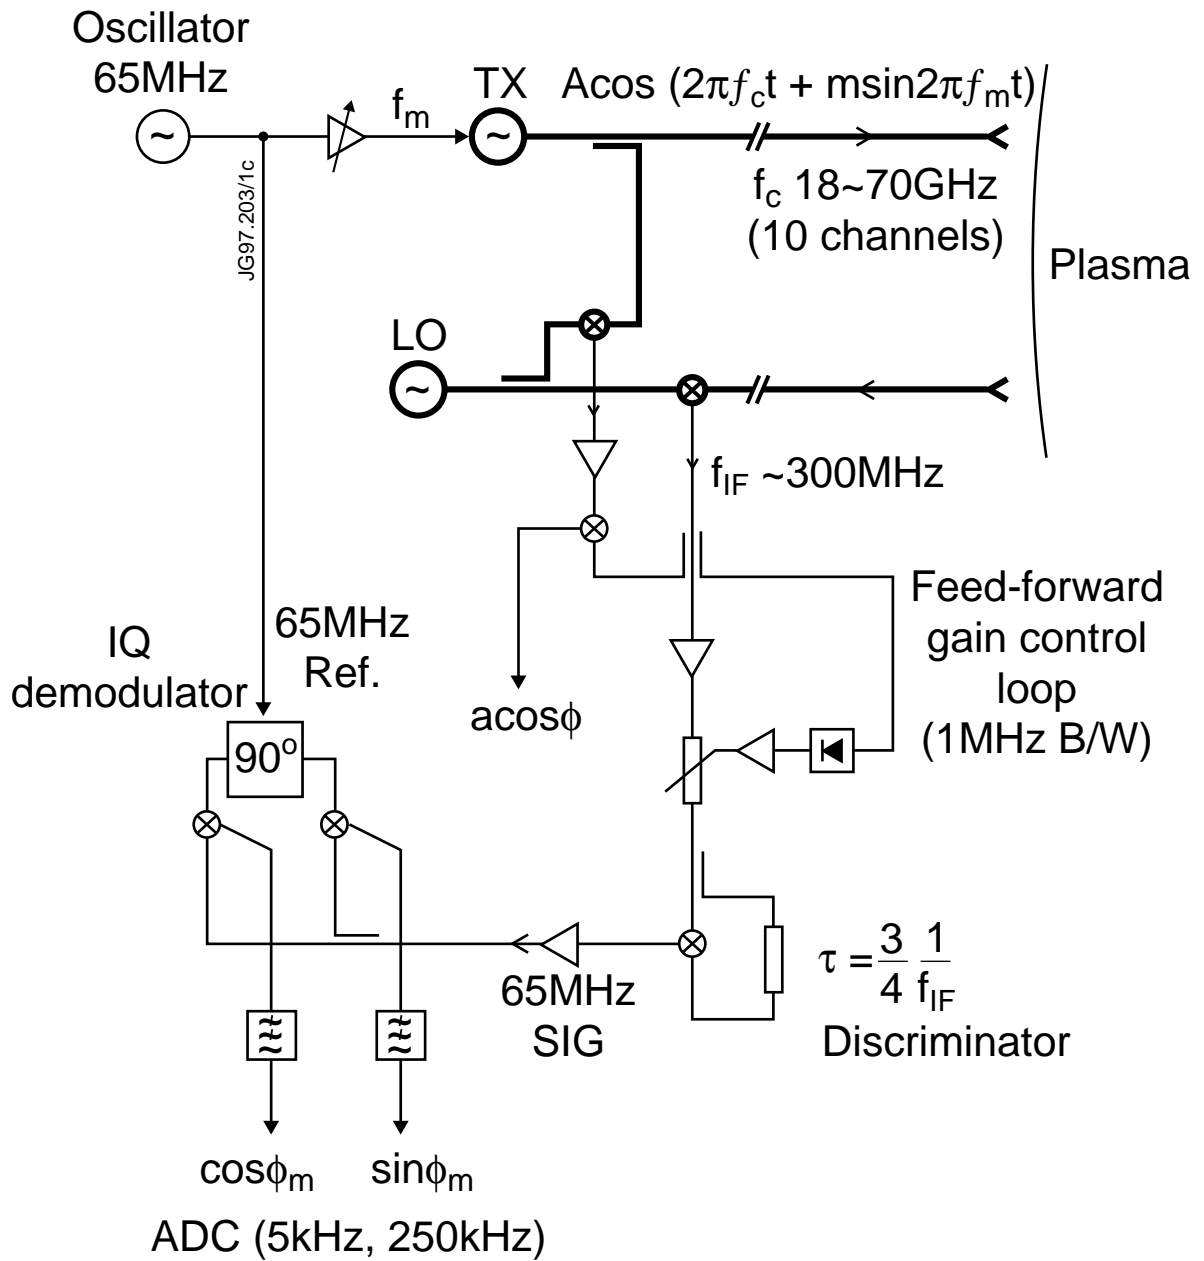 Oscillator
65MHz
TX
Acos (2πf_ct + msin2πf_mt)
f_m
JG97.203/1c
f_c 18~70GHz
(10 channels)
Plasma
LO
f_IF ~300MHz
Feed-forward
gain control
loop
(1MHz B/W)
65MHz
Ref.
IQ
demodulator
acosϕ
90°
τ = 3/4 1/f_IF
Discriminator
65MHz
SIG
cosϕ_m
sinϕ_m
ADC (5kHz, 250kHz)